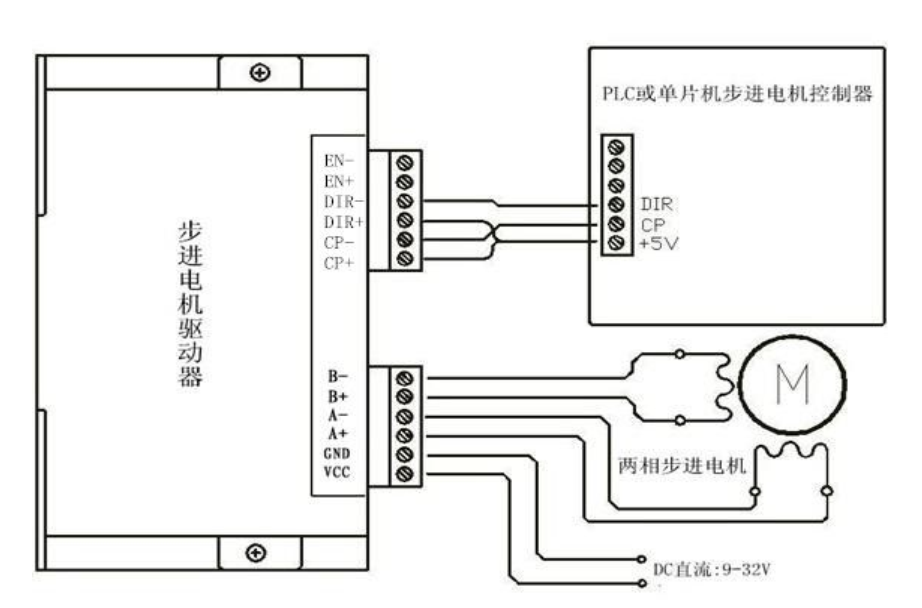 PLC或单片机步进电机控制器
EN-
EN+
DIR-
DIR+
CP-
CP+
DIR
CP
+5V
步进电机驱动器
B-
B+
A-
A+
GND
VCC
M
两相步进电机
DC直流:9-32V